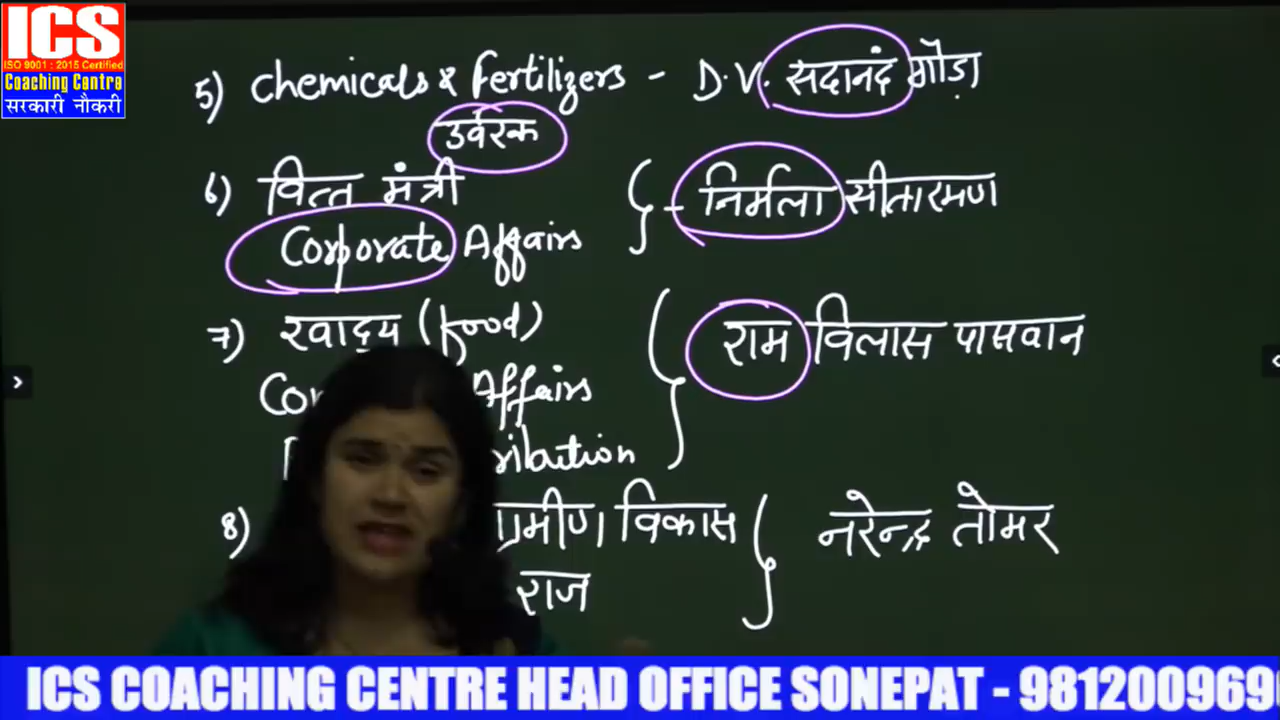 ICS
ISO 9001 : 2015 Certified
Coaching Centre
सरकारी नौकरी
5) Chemicals & Fertilizers - D.V. सदानंद गौड़ा
उर्वरक
6) वित्त मंत्री - निर्मला सीतारमण
Corporate Affairs
7) खाद्य (food) राम विलास पासवान
Affairs
8) विकास नरेन्द्र तोमर
राज
ICS COACHING CENTRE HEAD OFFICE SONEPAT - 981200969